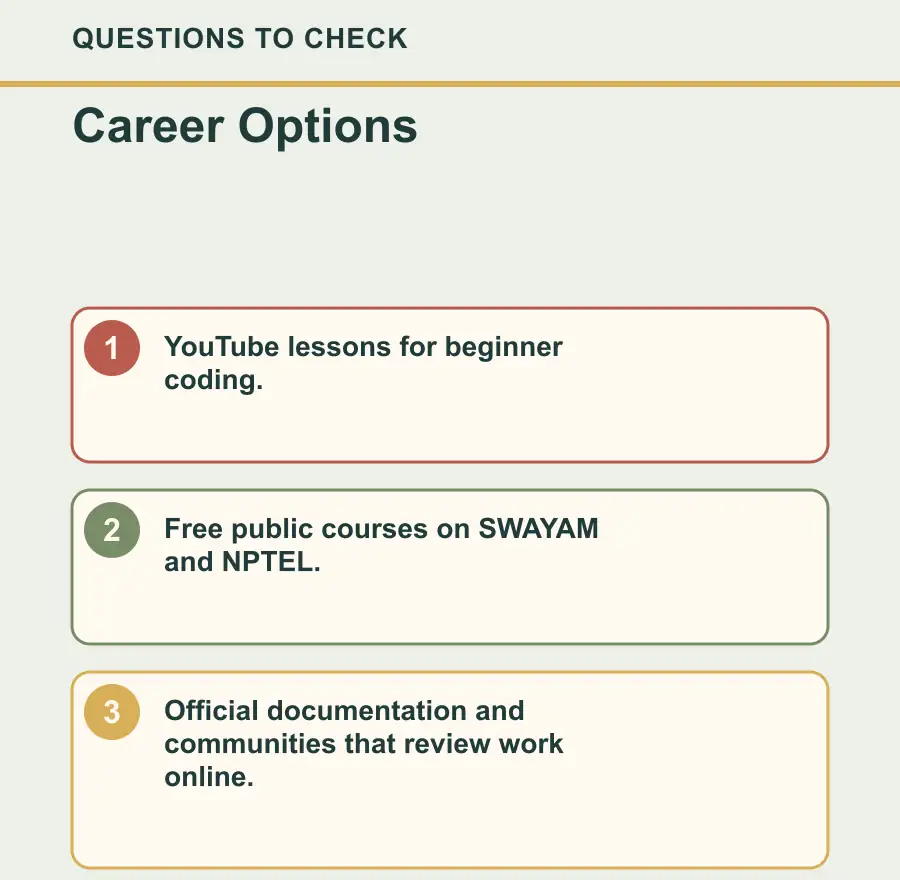 QUESTIONS TO CHECK
Career Options
1
YouTube lessons for beginner
coding.
2
Free public courses on SWAYAM
and NPTEL.
3
Official documentation and
communities that review work
online.